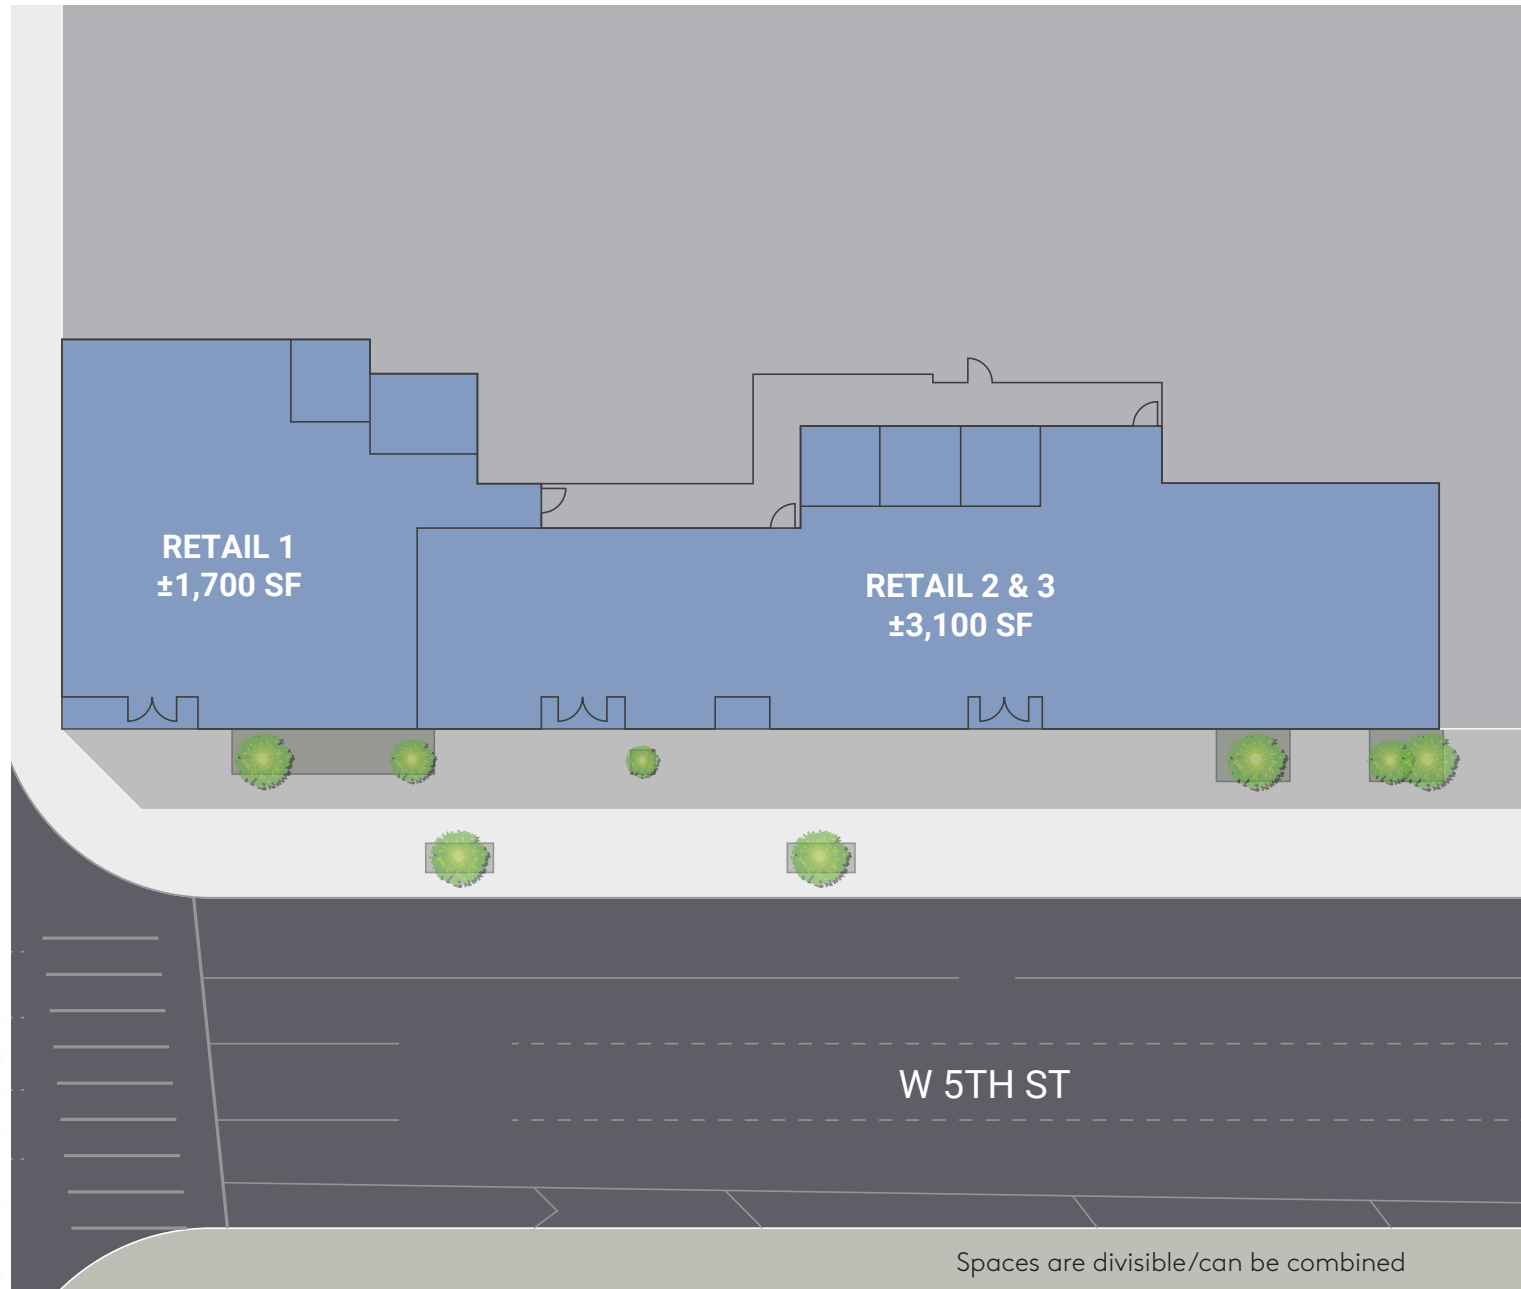 RETAIL 1
±1,700 SF
RETAIL 2 & 3
±3,100 SF
W 5TH ST
Spaces are divisible/can be combined